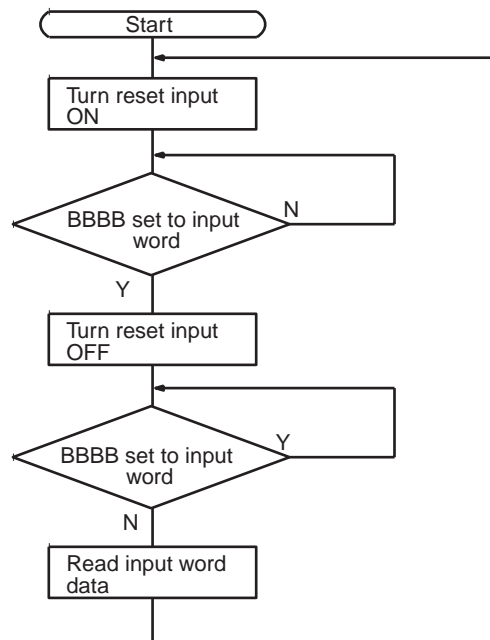 Start
Turn reset input
ON
BBBB set to input
word
N
Y
Turn reset input
OFF
BBBB set to input
word
Y
N
Read input word
data